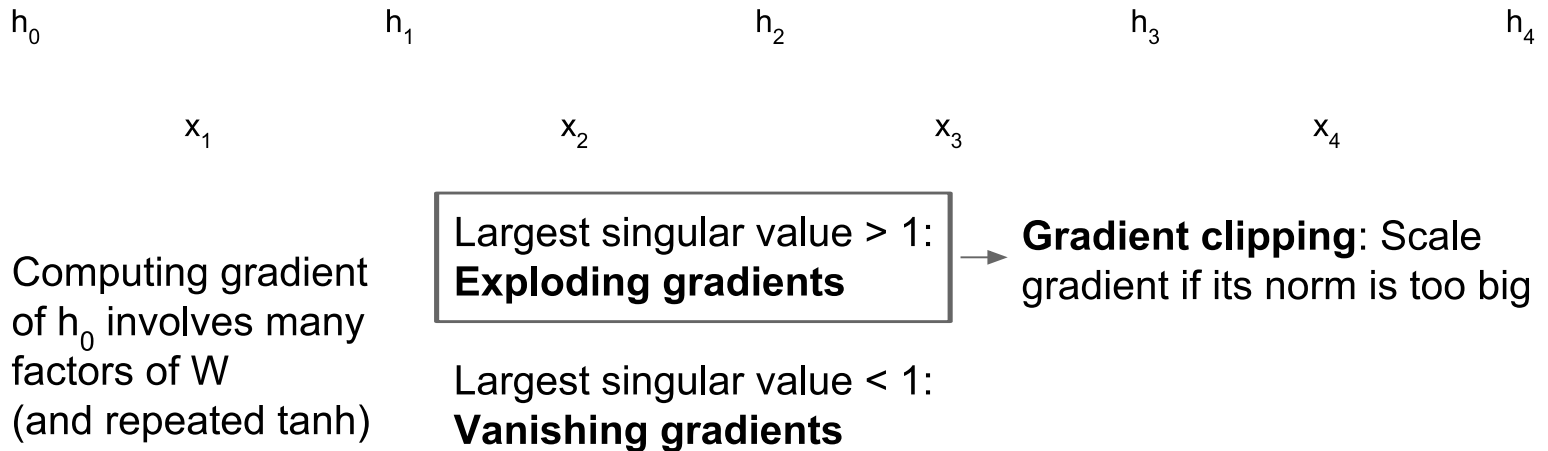 h₀ h₁ h₂ h₃ h₄
x₁ x₂ x₃ x₄
Computing gradient
of h₀ involves many
factors of W
(and repeated tanh)
Largest singular value > 1:
Exploding gradients
Largest singular value < 1:
Vanishing gradients
Gradient clipping: Scale
gradient if its norm is too big